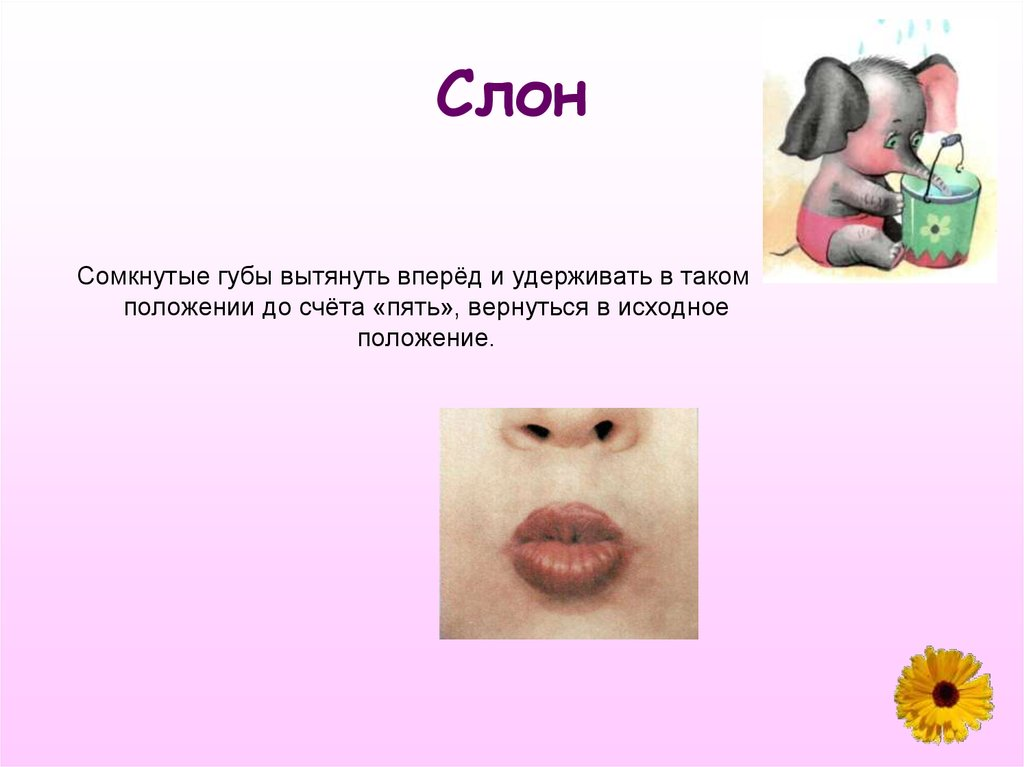 Слон
Сомкнутые губы вытянуть вперёд и удерживать в таком
положении до счёта «пять», вернуться в исходное
положение.